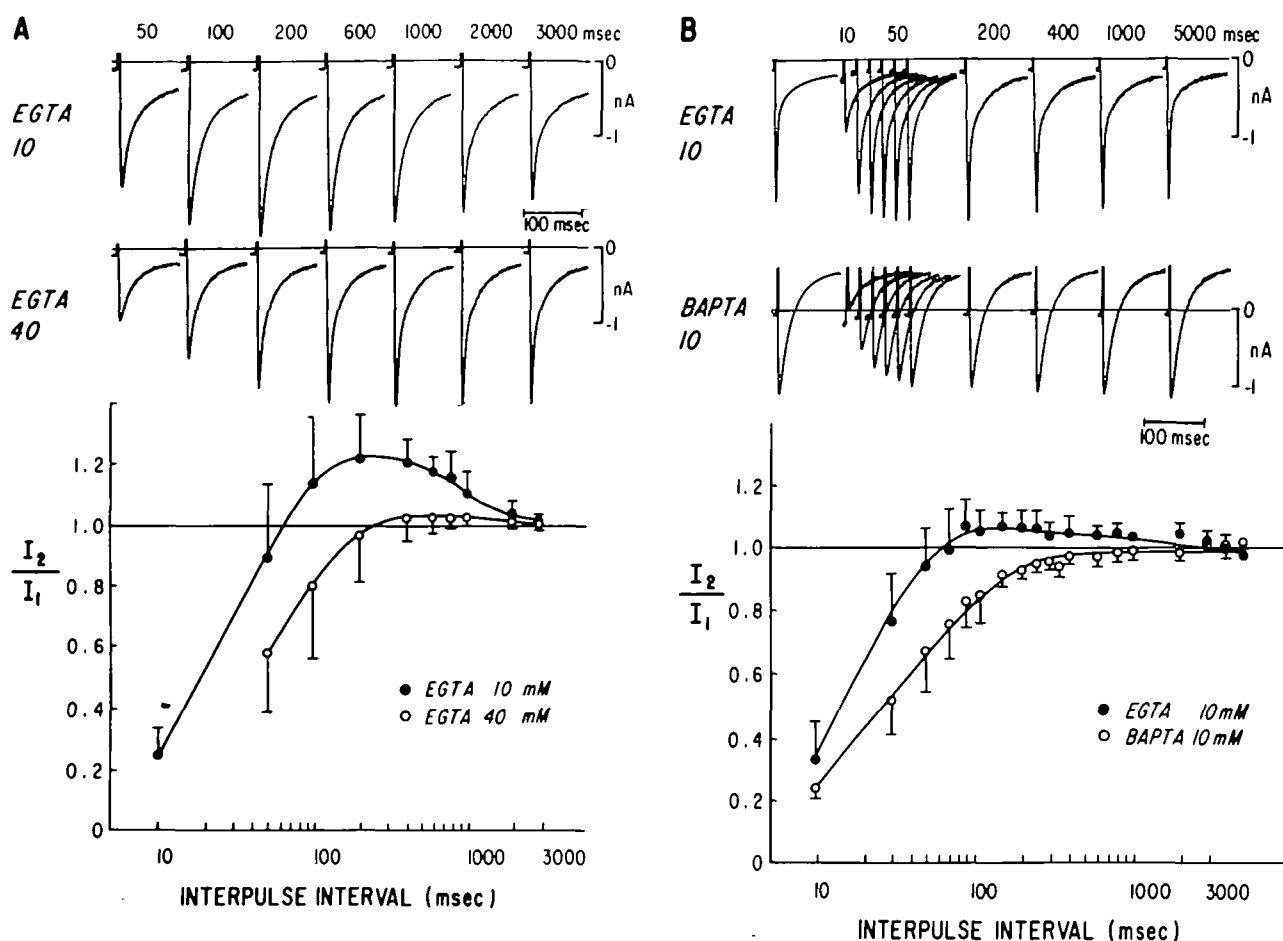 A
50 100 200 600 1000 2000 3000 msec
EGTA
10
0
nA
-1
100 msec
EGTA
40
0
nA
-1
I2
I1
1.2
1.0
0.8
0.6
0.4
0.2
0
EGTA 10 mM
EGTA 40 mM
10 100 1000 3000
INTERPULSE INTERVAL (msec)
B
10 50 200 400 1000 5000 msec
EGTA
10
0
nA
-1
BAPTA
10
0
nA
-1
100 msec
I2
I1
1.2
1.0
0.8
0.6
0.4
0.2
0
EGTA 10mM
BAPTA 10mM
10 100 1000 3000
INTERPULSE INTERVAL (msec)